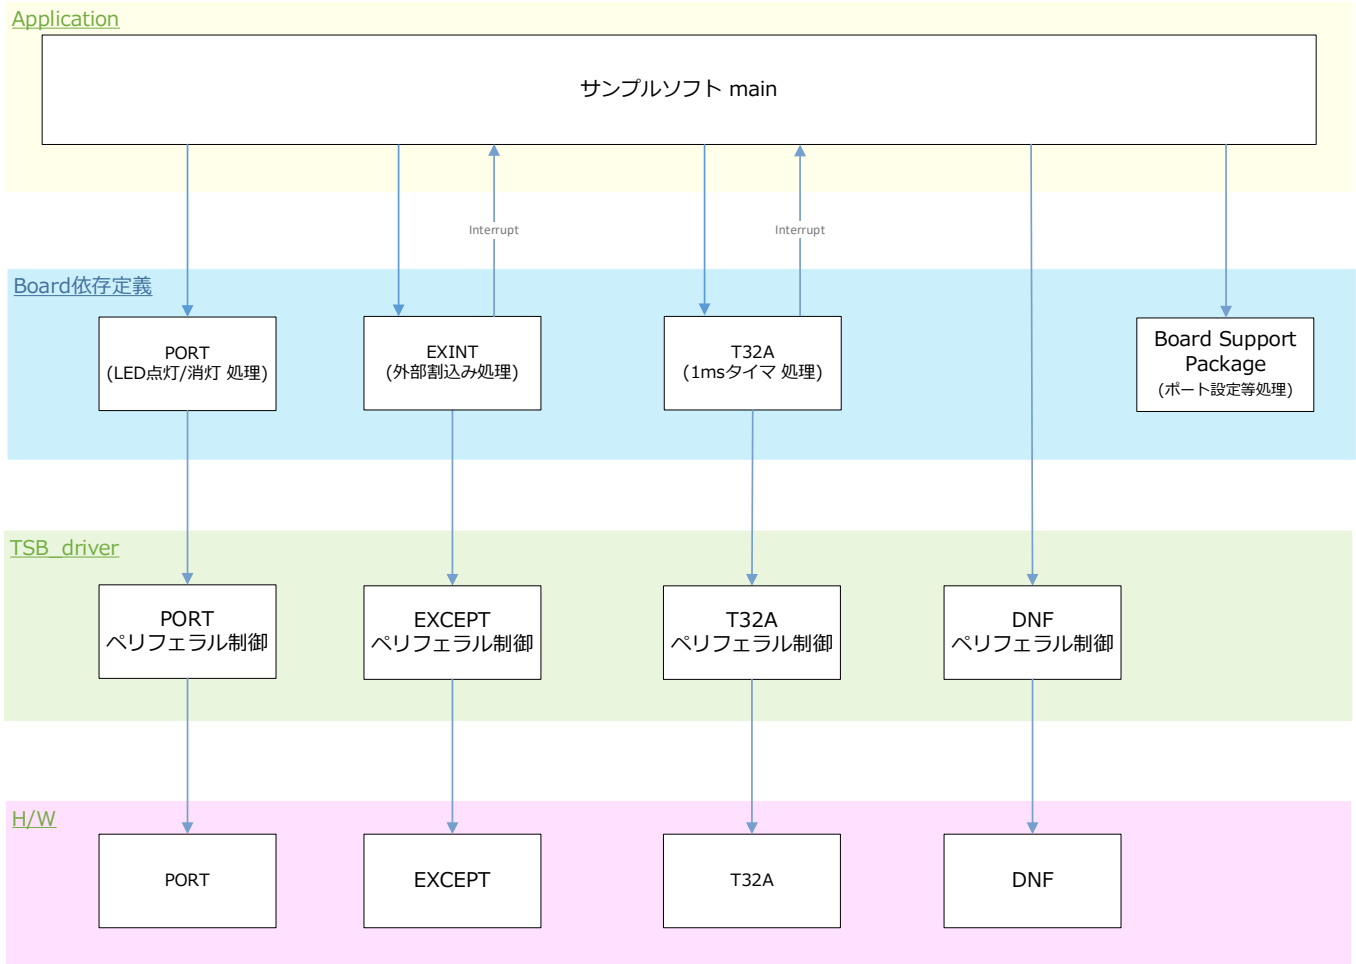 Application
サンプルソフト main
Interrupt
Interrupt
Board依存定義
PORT
(LED点灯/消灯 処理)
EXINT
(外部割込み処理)
T32A
(1msタイマ 処理)
Board Support
Package
(ポート設定等処理)
TSB_driver
PORT
ペリフェラル制御
EXCEPT
ペリフェラル制御
T32A
ペリフェラル制御
DNF
ペリフェラル制御
H/W
PORT
EXCEPT
T32A
DNF